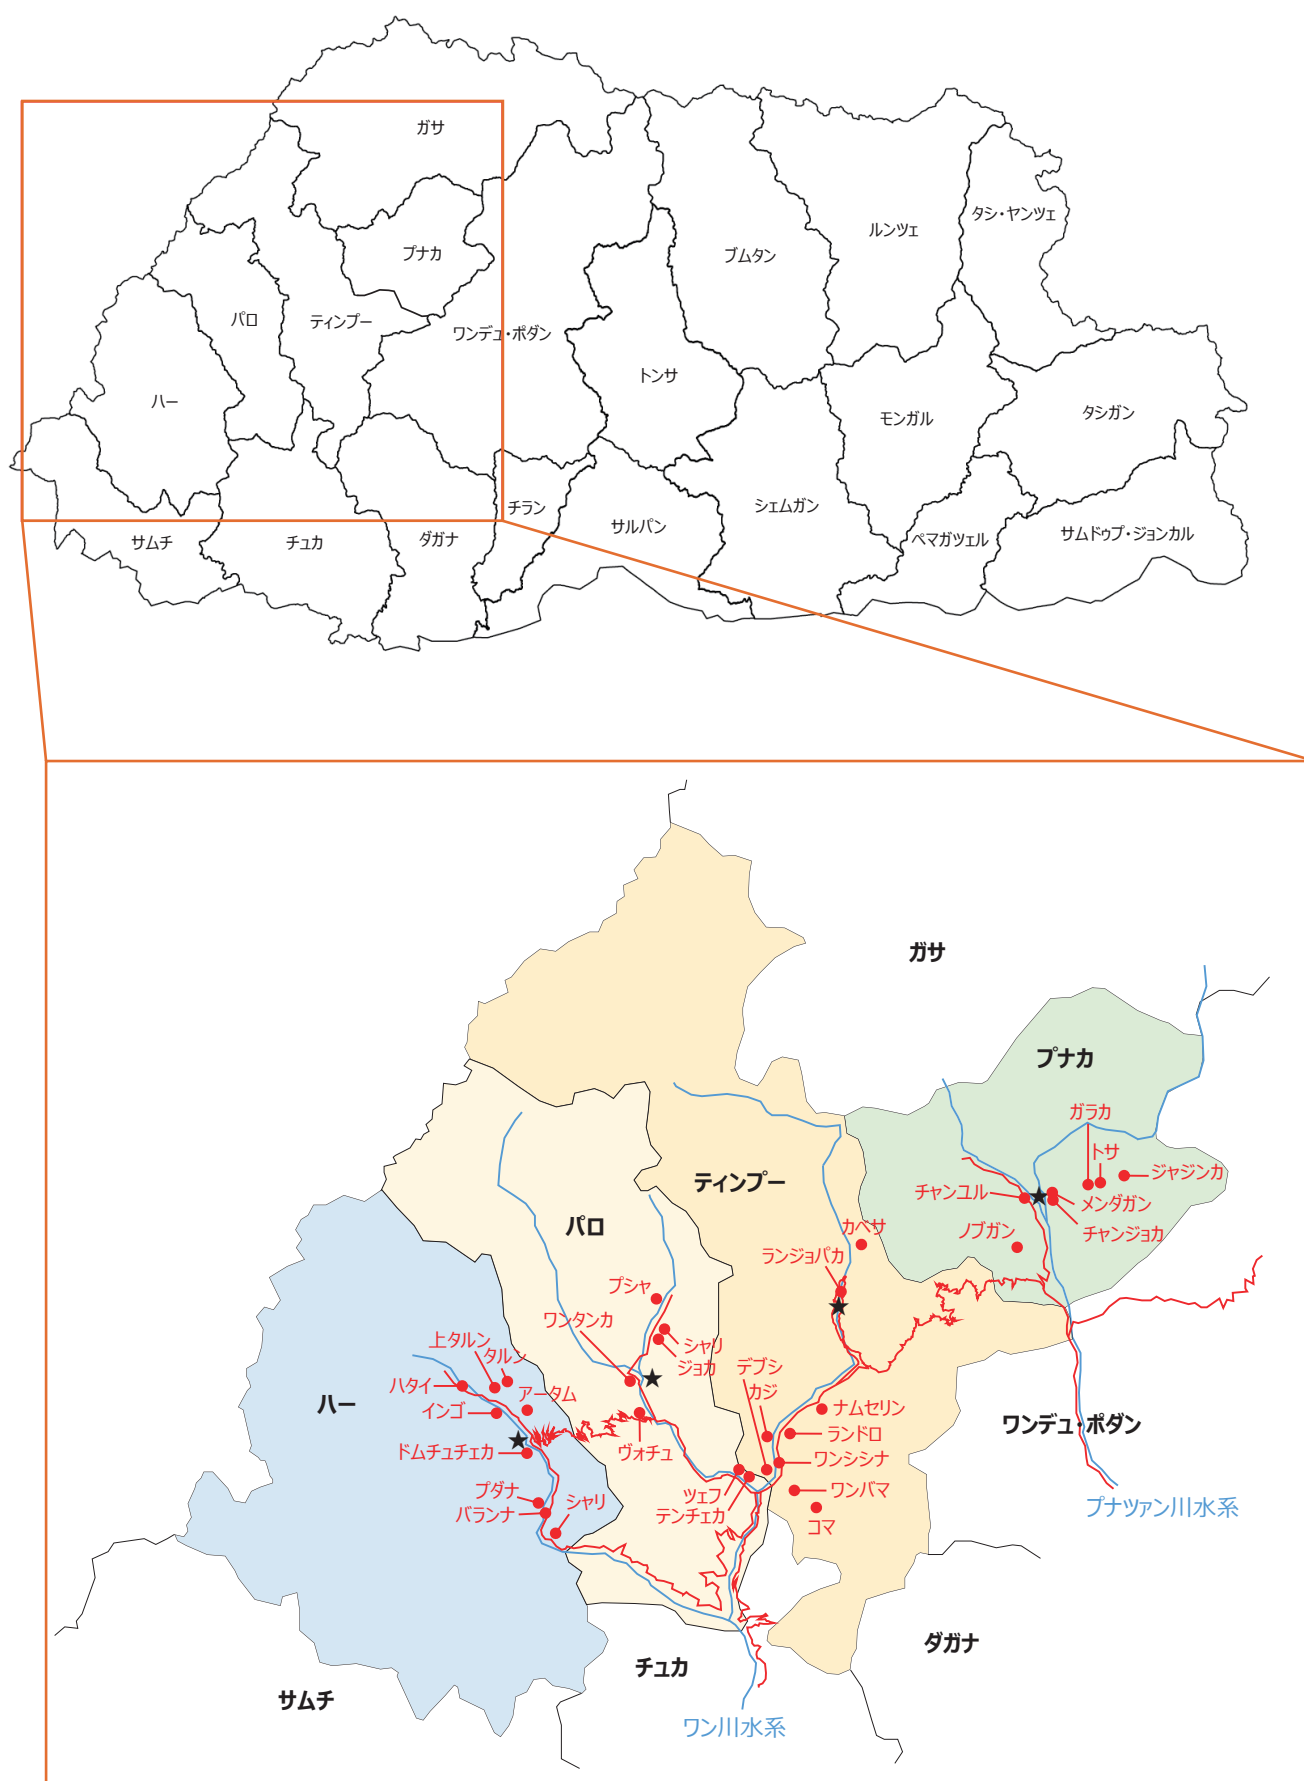 ガサ
タシ・ヤンツェ
ルンツェ
プナカ
ブムタン
パロ
ティンプー
ワンデュ・ポダン
トンサ
ハー
モンガル
タシガン
チラン
シェムガン
サルパン
サムチ
チュカ
ダガナ
ペマガツェル
サムドゥプ・ジョンカル
ガサ
プナカ
ガラカ
トサ
ジャジンカ
ティンプー
チャンユル
メンダガン
パロ
カベサ
ノブガン
チャンジョカ
ランジョパカ
プシャ
ワンタンカ
上タルン
タルン
シャリ
ジョカ
デブシ
カジ
ハタイ
アータム
ハー
インゴ
ナムセリン
ワンデュ・ポダン
ランドロ
ドムチュチェカ
ヴォチュ
ワンシシナ
プダナ
シャリ
ツェフ
ワンバマ
プナツァン川水系
バランナ
テンチェカ
コマ
ダガナ
チュカ
サムチ
ワン川水系